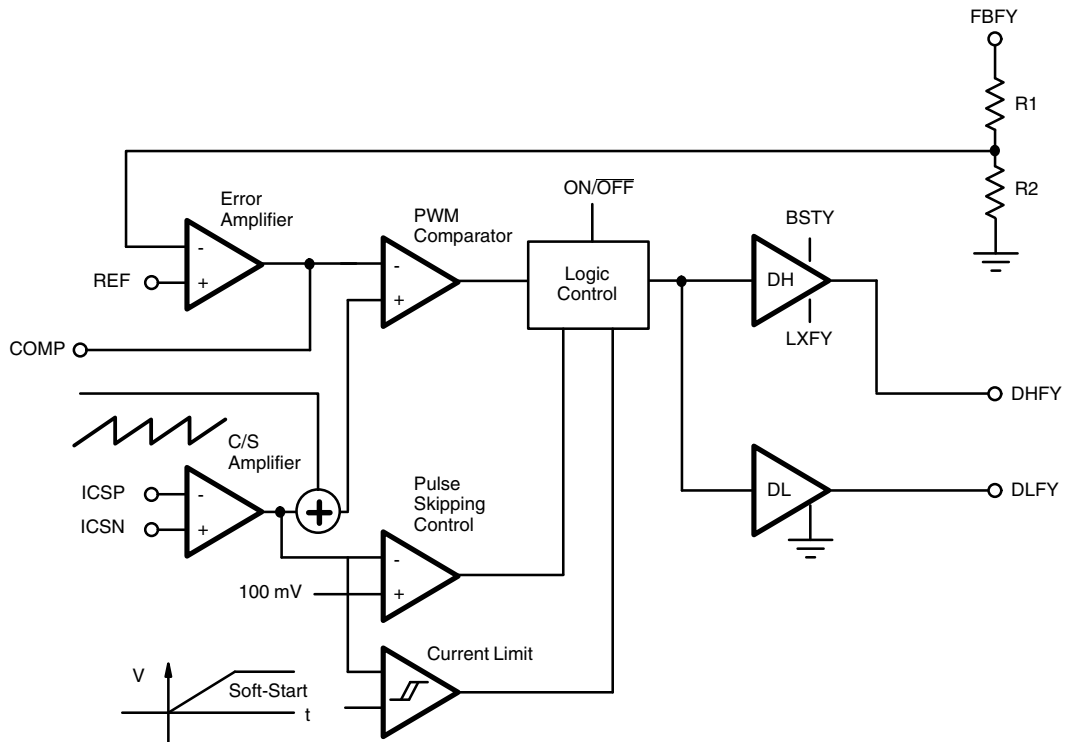 FBFY
R1
R2
ON/OFF
Error
Amplifier
PWM
Comparator
BSTY
-
+
REF
-
+
Logic
Control
DH
LXFY
COMP
DHFY
C/S
Amplifier
ICSP
ICSN
-
+
+
Pulse
Skipping
Control
DL
DLFY
100 mV
-
+
Current Limit
V
Soft-Start
t